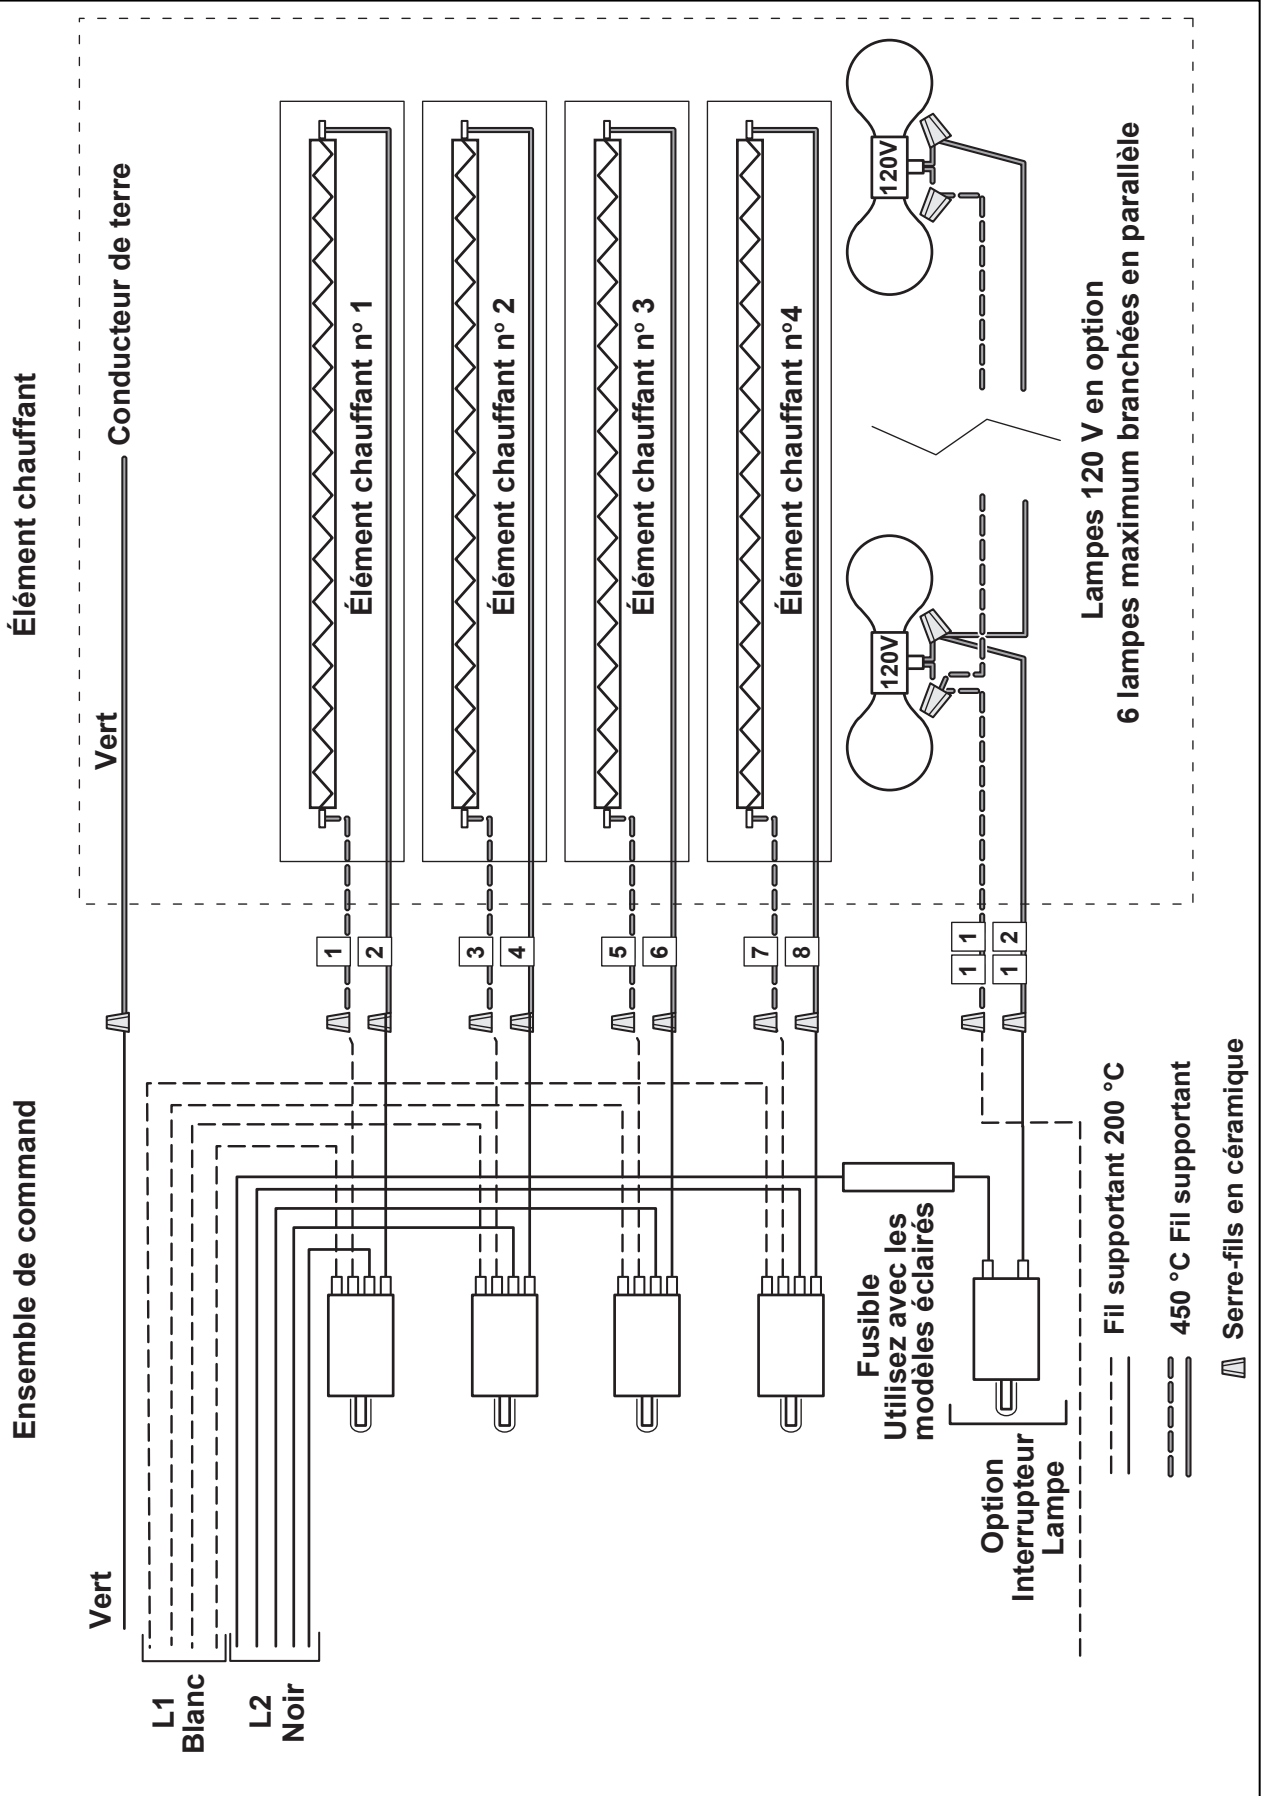 Ensemble de command
Élément chauffant
Vert
Vert
Conducteur de terre
L1
Blanc
L2
Noir
1
2
Élément chauffant n° 1
3
4
Élément chauffant n° 2
5
6
Élément chauffant n° 3
7
8
Élément chauffant n°4
120V
120V
Fusible
Utilisez avec les
modèles éclairés
1 1
1 2
Option
Interrupteur
Lampe
Lampes 120 V en option
6 lampes maximum branchées en parallèle
Fil supportant 200 °C
450 °C Fil supportant
Serre-fils en céramique